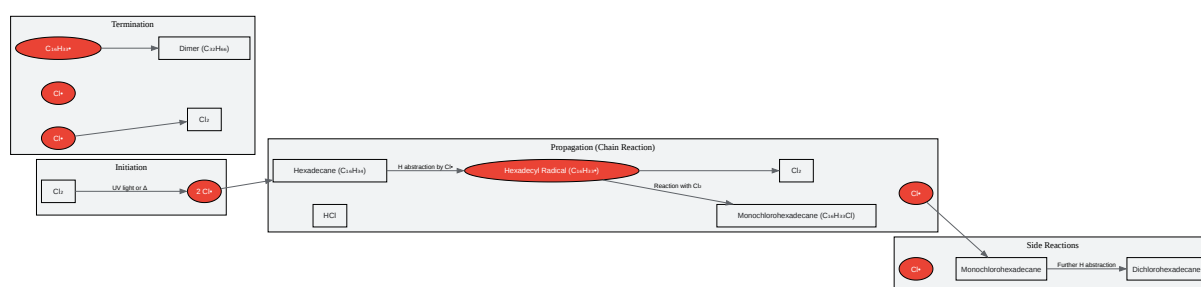 Termination
C₁₆H₃₃•
Dimer (C₃₂H₆₆)
Cl•
Cl•
Cl₂
Initiation
Cl₂
UV light or Δ
2 Cl•
Propagation (Chain Reaction)
Hexadecane (C₁₆H₃₄)
H abstraction by Cl•
Hexadecyl Radical (C₁₆H₃₃•)
Cl₂
Reaction with Cl₂
Cl•
HCl
Monochlorohexadecane (C₁₆H₃₃Cl)
Side Reactions
Cl•
Monochlorohexadecane
Further H abstraction
Dichlorohexadecane